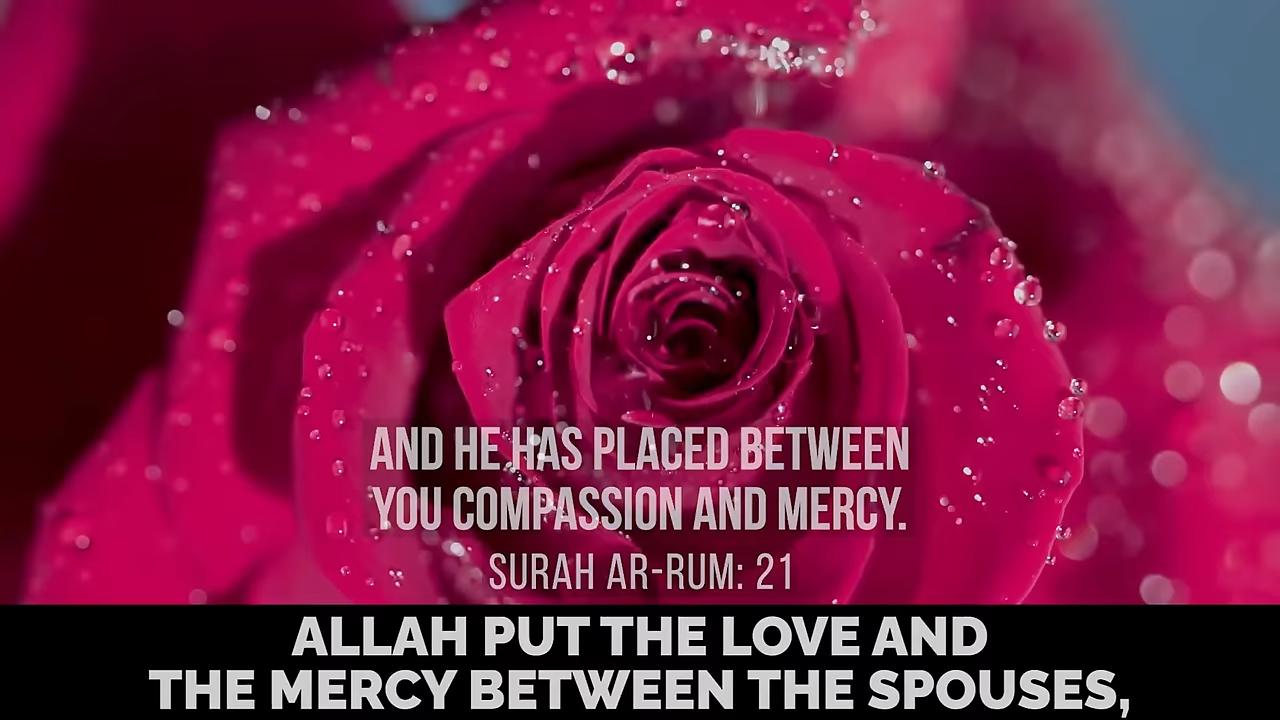 AND HE HAS PLACED BETWEEN
YOU COMPASSION AND MERCY.
SURAH AR-RUM: 21
ALLAH PUT THE LOVE AND
THE MERCY BETWEEN THE SPOUSES,